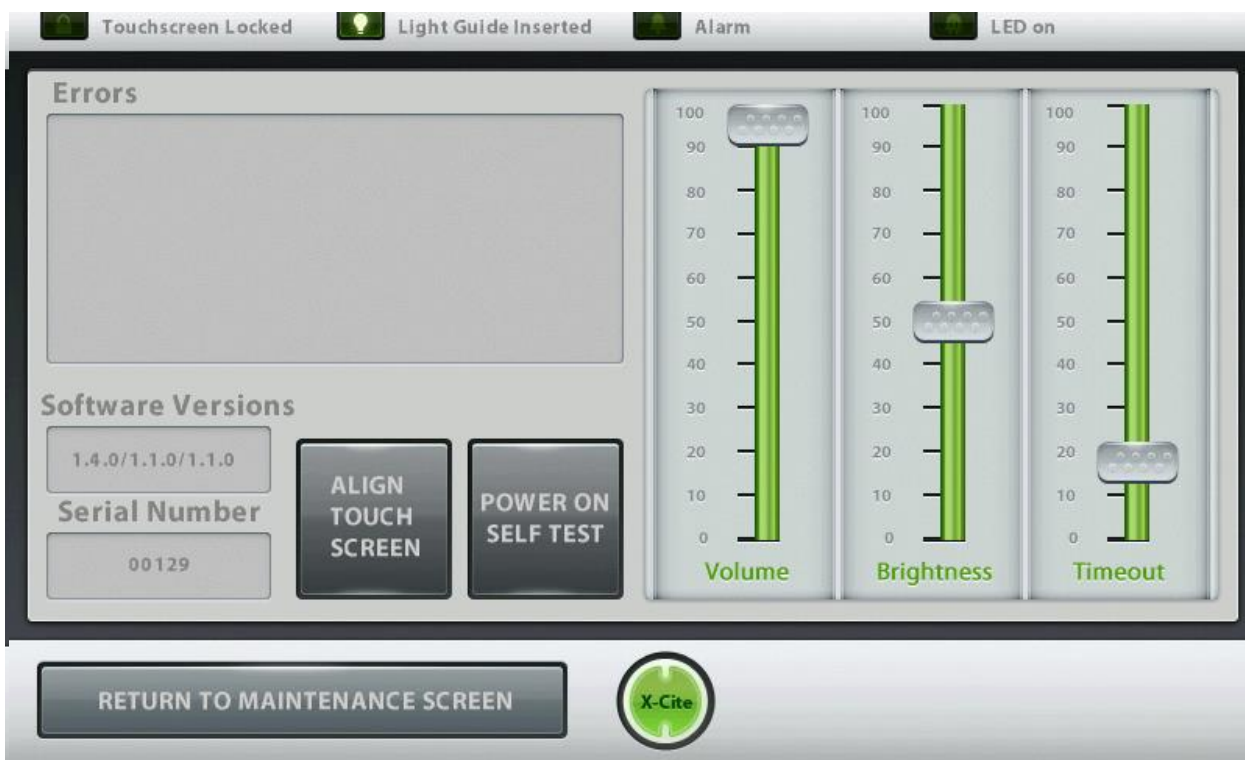 Touchscreen Locked
Light Guide Inserted
Alarm
LED on
Errors
Software Versions
1.4.0/1.1.0/1.1.0
Serial Number
00129
ALIGN
TOUCH
SCREEN
POWER ON
SELF TEST
100
90
80
70
60
50
40
30
20
10
0
Volume
100
90
80
70
60
50
40
30
20
10
0
Brightness
100
90
80
70
60
50
40
30
20
10
0
Timeout
RETURN TO MAINTENANCE SCREEN
X-Cite